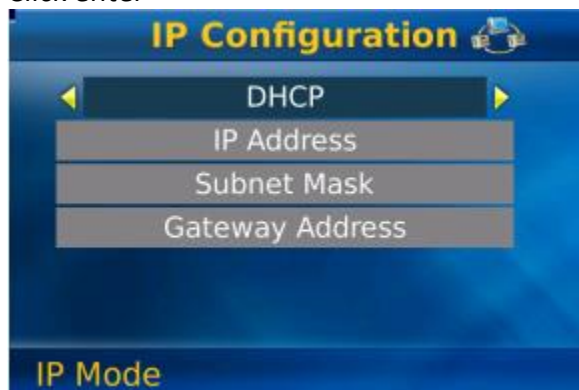 IP Configuration
DHCP
IP Address
Subnet Mask
Gateway Address
IP Mode